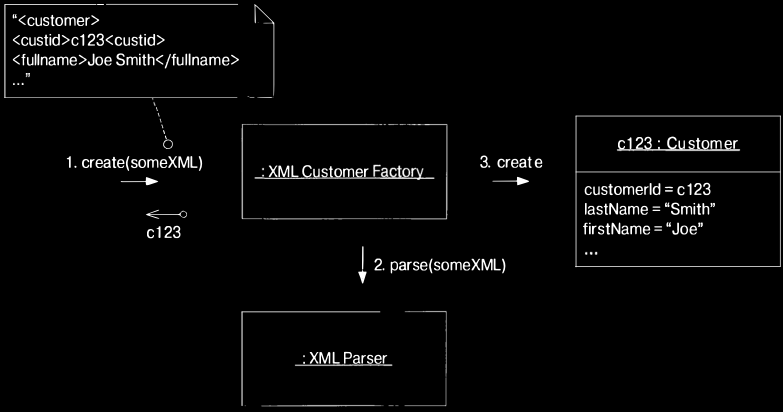 “<customer>
<custid>c123<custid>
<fullname>Joe Smith</fullname>
...”
1. create(someXML)
c123
: XML Customer Factory
3. create
c123 : Customer
customerId = c123
lastName = “Smith”
firstName = “Joe”
...
2. parse(someXML)
: XML Parser